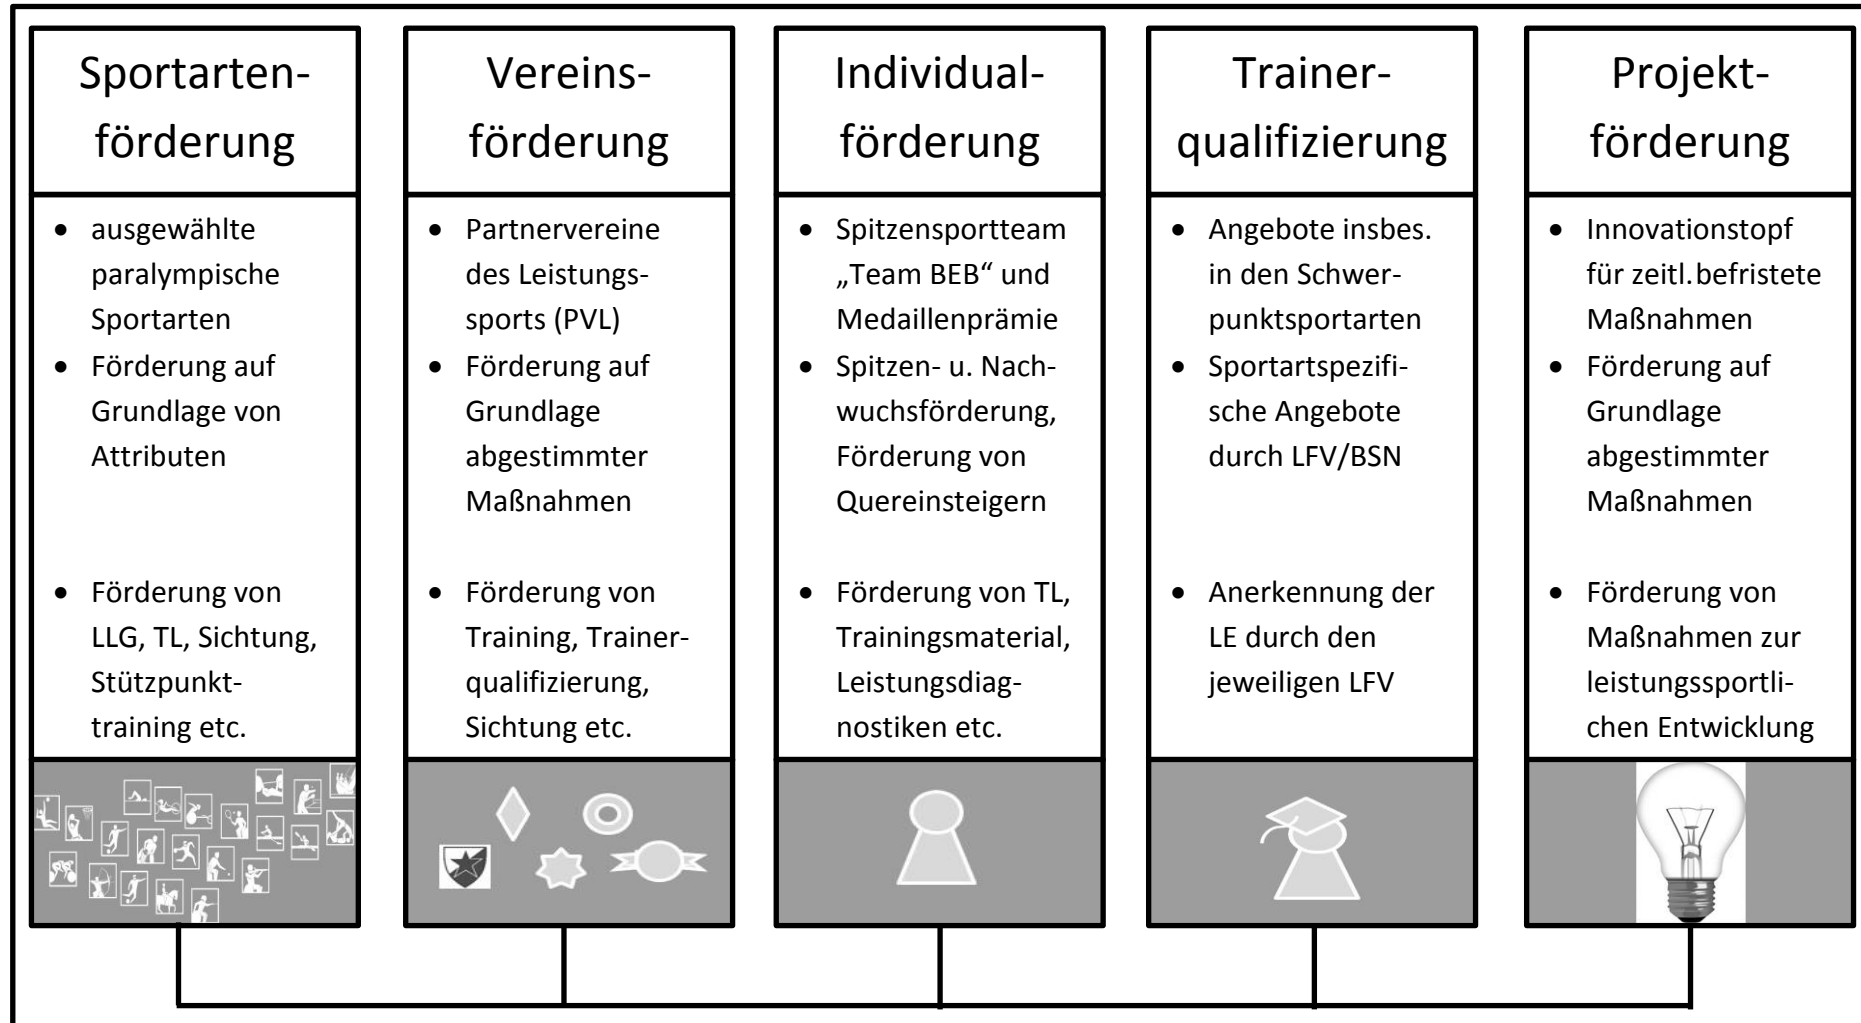 Sportarten-
förderung
ausgewählte
paralympische
Sportarten
Förderung auf
Grundlage von
Attributen
Förderung von
LLG, TL, Sichtung,
Stützpunkt-
training etc.
Vereins-
förderung
Partnervereine
des Leistungs-
sports (PVL)
Förderung auf
Grundlage
abgestimmter
Maßnahmen
Förderung von
Training, Trainer-
qualifizierung,
Sichtung etc.
Individual-
förderung
Spitzensportteam
„Team BEB“ und
Medaillenprämie
Spitzen- u. Nach-
wuchsförderung,
Förderung von
Quereinsteigern
Förderung von TL,
Trainingsmaterial,
Leistungsdiag-
nostiken etc.
Trainer-
qualifizierung
Angebote insbes.
in den Schwer-
punktsportarten
Sportartspezifi-
sche Angebote
durch LFV/BSN
Anerkennung der
LE durch den
jeweiligen LFV
Projekt-
förderung
Innovationstopf
für zeitl. befristete
Maßnahmen
Förderung auf
Grundlage
abgestimmter
Maßnahmen
Förderung von
Maßnahmen zur
leistungssportli-
chen Entwicklung